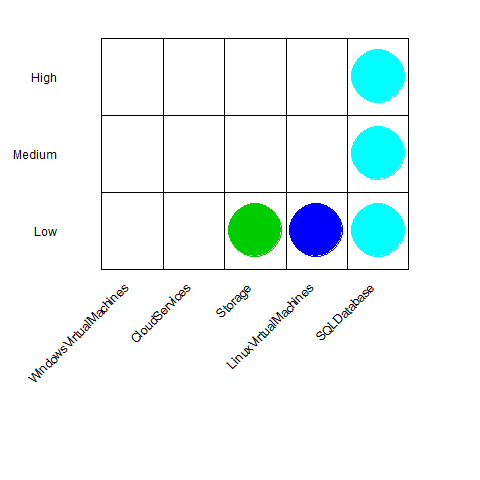 High
Medium
Low
WindowsVirtualMachines
CloudServices
Storage
LinuxVirtualMachines
SQLDatabase